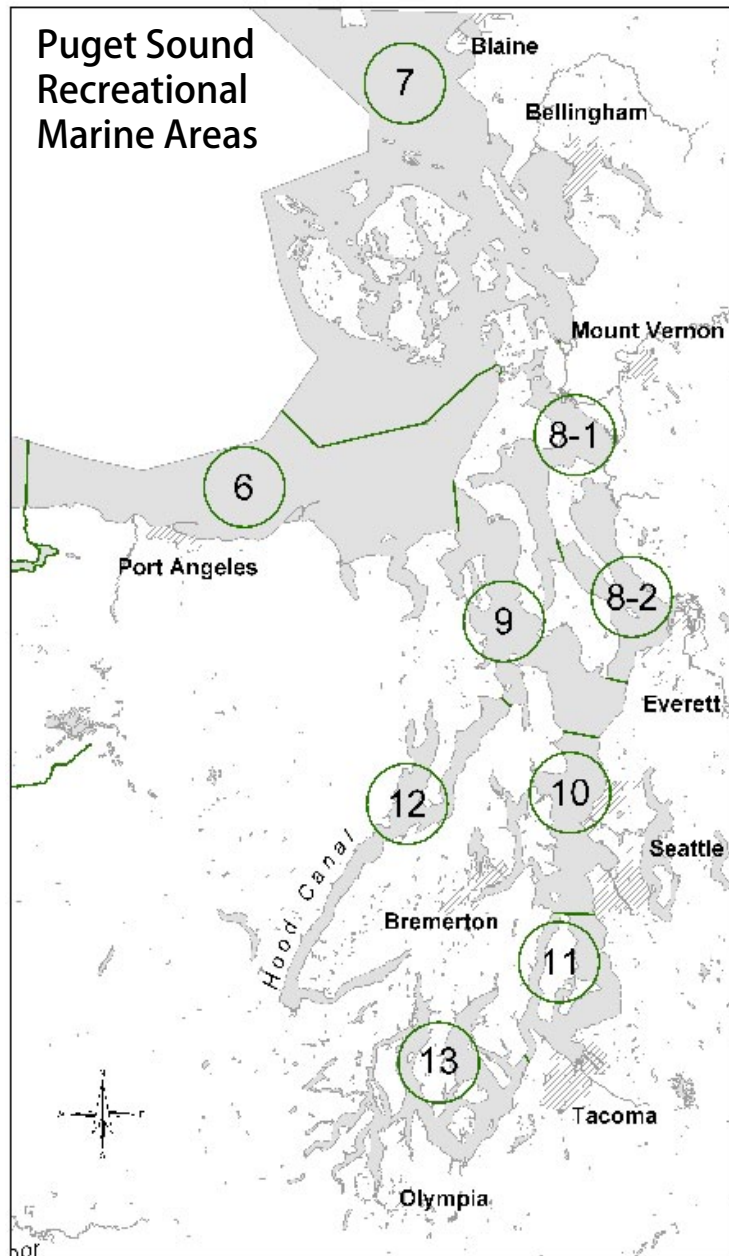 Puget Sound
Recreational
Marine Areas
Blaine
7
Bellingham
Mount Vernon
8-1
6
Port Angeles
8-2
9
Everett
12
10
Seattle
Hood Canal
Bremerton
11
13
Tacoma
Olympia